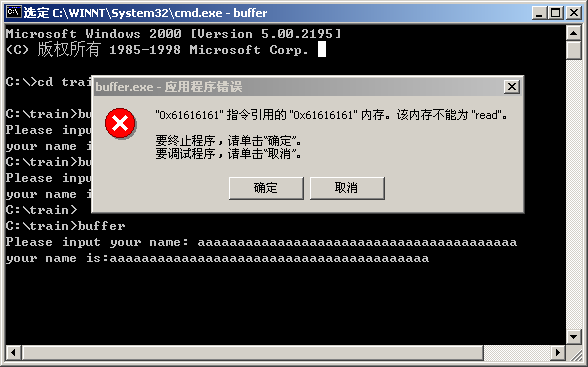 选定 C:\WINNT\System32\cmd.exe - buffer
Microsoft Windows 2000 [Version 5.00.2195]
(C) 版权所有 1985-1998 Microsoft Corp.
C:\>cd trai
buffer.exe - 应用程序错误
"0x61616161" 指令引用的 "0x61616161" 内存。该内存不能为 "read"。
要终止程序，请单击“确定”。
要调试程序，请单击“取消”。
确定
取消
C:\train>bu
Please inpu
your name i
C:\train>bu
Please inpu
your name i
C:\train>
C:\train>buffer
Please input your name: aaaaaaaaaaaaaaaaaaaaaaaaaaaaaaaaaaaaaaaa
your name is:aaaaaaaaaaaaaaaaaaaaaaaaaaaaaaaaaaaaaaaa